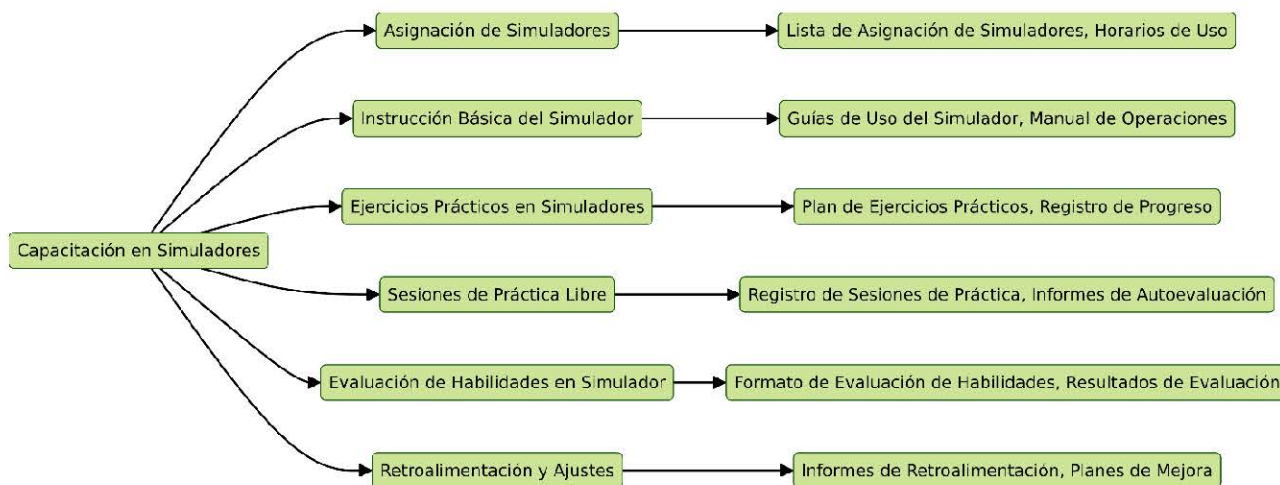 Asignación de Simuladores
Lista de Asignación de Simuladores, Horarios de Uso
Instrucción Básica del Simulador
Guías de Uso del Simulador, Manual de Operaciones
Ejercicios Prácticos en Simuladores
Plan de Ejercicios Prácticos, Registro de Progreso
Capacitación en Simuladores
Sesiones de Práctica Libre
Registro de Sesiones de Práctica, Informes de Autoevaluación
Evaluación de Habilidades en Simulador
Formato de Evaluación de Habilidades, Resultados de Evaluación
Retroalimentación y Ajustes
Informes de Retroalimentación, Planes de Mejora